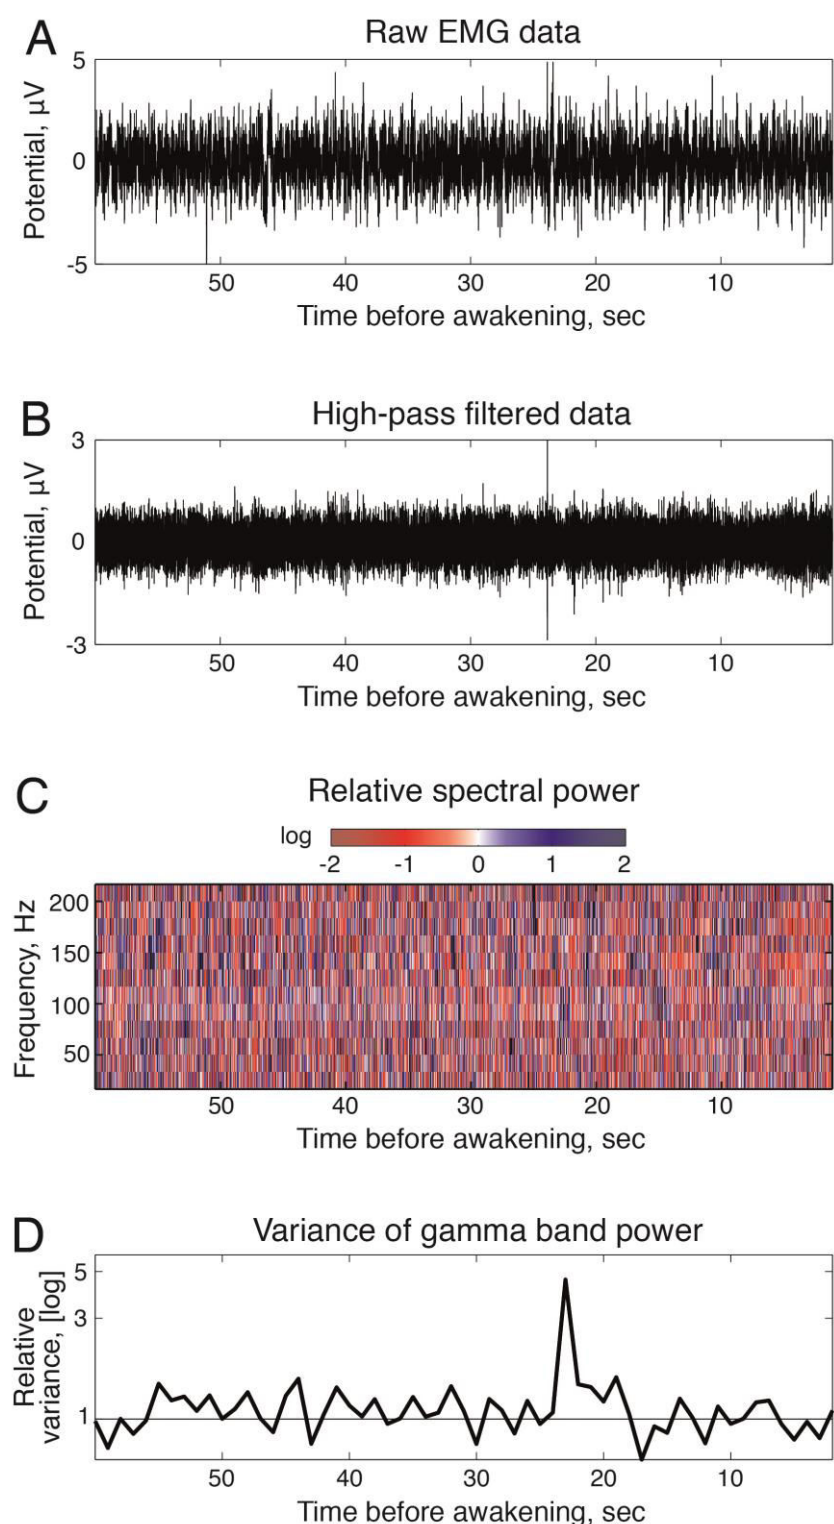 A
Raw EMG data
Potential, µV
5
0
-5
50 40 30 20 10
Time before awakening, sec
B
High-pass filtered data
Potential, µV
3
0
-3
50 40 30 20 10
Time before awakening, sec
C
Relative spectral power
log
-2 -1 0 1 2
Frequency, Hz
200
150
100
50
50 40 30 20 10
Time before awakening, sec
D
Variance of gamma band power
Relative
variance, [log]
5
3
1
50 40 30 20 10
Time before awakening, sec